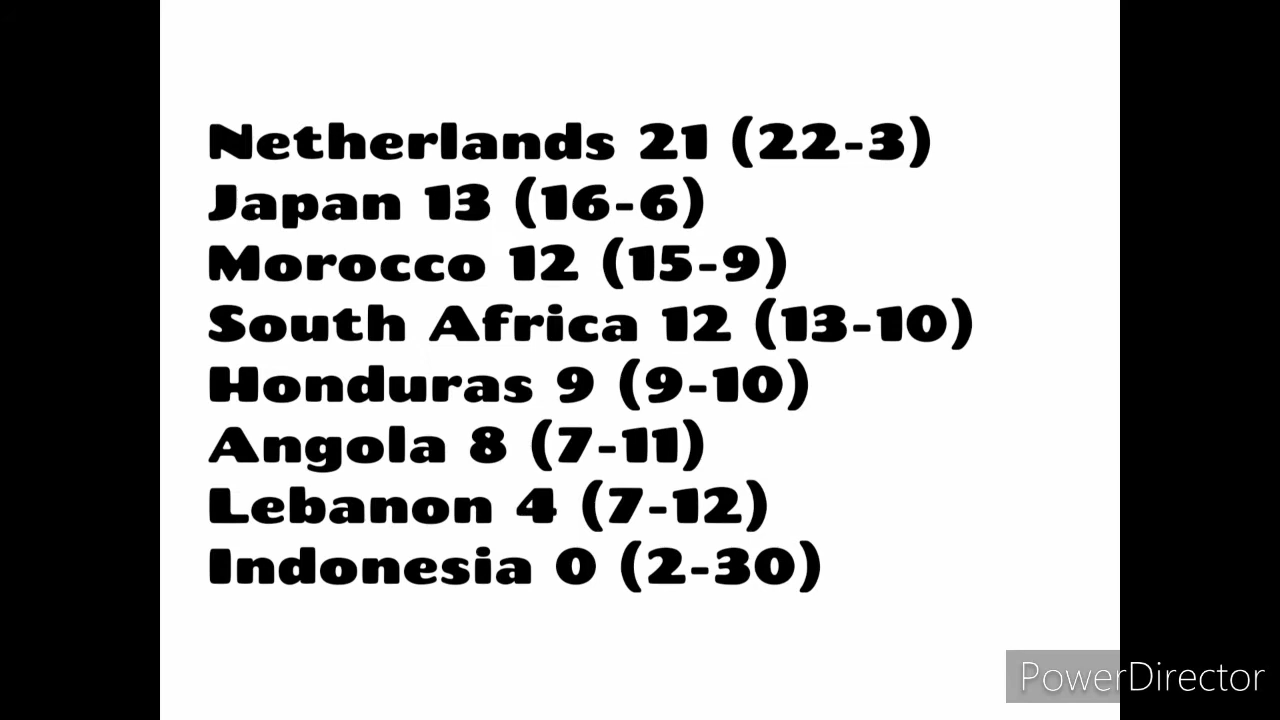 Netherlands 21 (22-3)
Japan 13 (16-6)
Morocco 12 (15-9)
South Africa 12 (13-10)
Honduras 9 (9-10)
Angola 8 (7-11)
Lebanon 4 (7-12)
Indonesia 0 (2-30)
PowerDirector